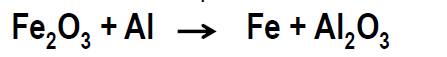 Fe₂O₃ + Al → Fe + Al₂O₃